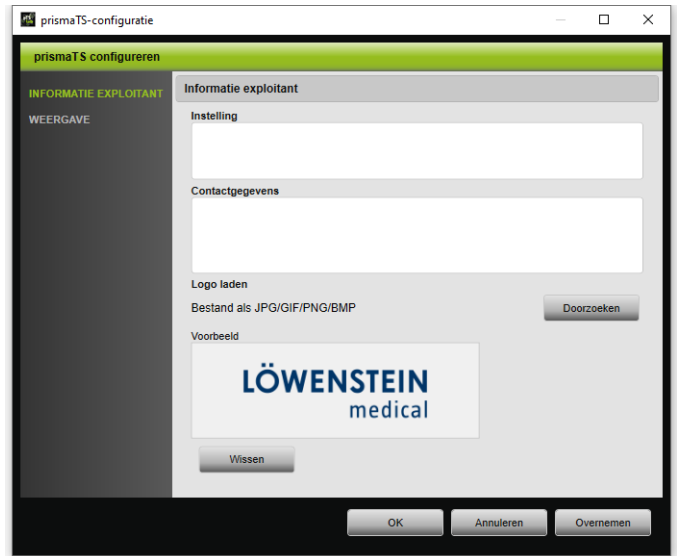 prismaTS-configuratie
prismaTS configureren
INFORMATIE EXPLOITANT
WEERGAVE
Informatie exploitant
Instelling
Contactgegevens
Logo laden
Bestand als JPG/GIF/PNG/BMP
Doorzoeken
Voorbeeld
LÖWENSTEIN
medical
Wissen
OK
Annuleren
Overnemen